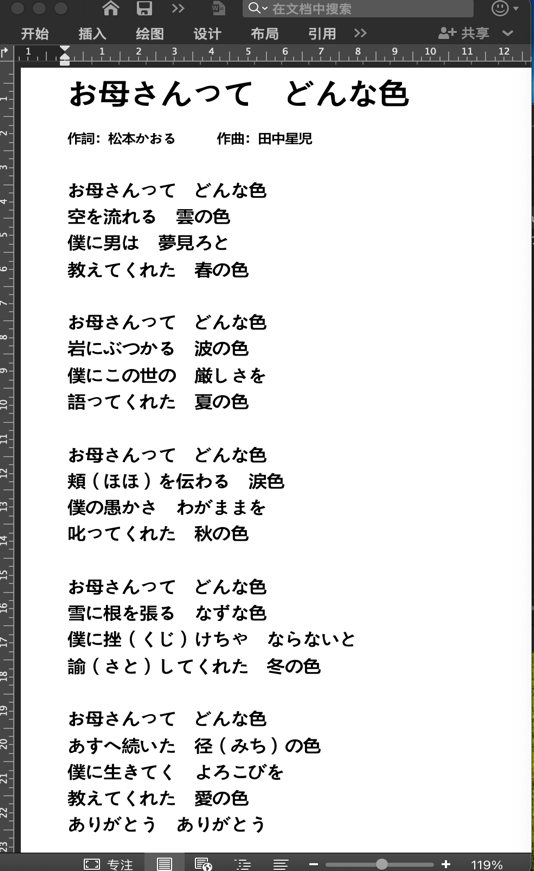 在文档中搜索
开始 插入 绘图 设计 布局 引用 共享
1 1 2 3 4 5 6 7 8 9 10 11 12
お母さんって　どんな色
作詞：松本かおる　　　作曲：田中星児
お母さんって　どんな色
空を流れる　雲の色
僕に男は　夢見ろと
教えてくれた　春の色
お母さんって　どんな色
岩にぶつかる　波の色
僕にこの世の　厳しさを
語ってくれた　夏の色
お母さんって　どんな色
頬（ほほ）を伝わる　涙色
僕の愚かさ　わがままを
叱ってくれた　秋の色
お母さんって　どんな色
雪に根を張る　なずな色
僕に挫（くじ）けちゃ　ならないと
諭（さと）してくれた　冬の色
お母さんって　どんな色
あすへ続いた　径（みち）の色
僕に生きてく　よろこびを
教えてくれた　愛の色
ありがとう　ありがとう
专注 119%